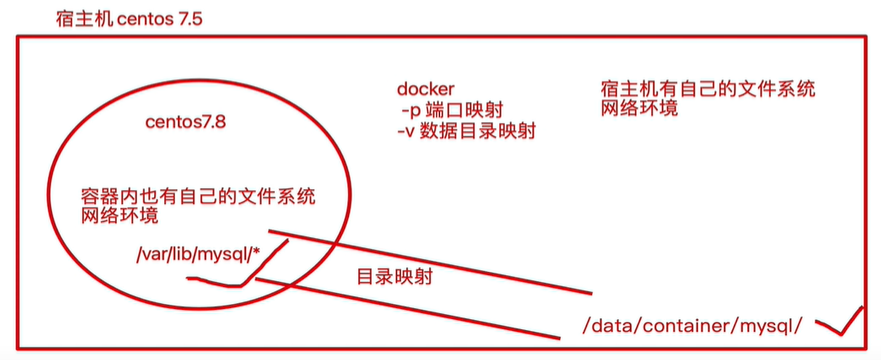 宿主机 centos 7.5
docker
-p 端口映射
-v 数据目录映射
宿主机有自己的文件系统
网络环境
centos7.8
容器内也有自己的文件系统
网络环境
/var/lib/mysql/*
目录映射
/data/container/mysql/